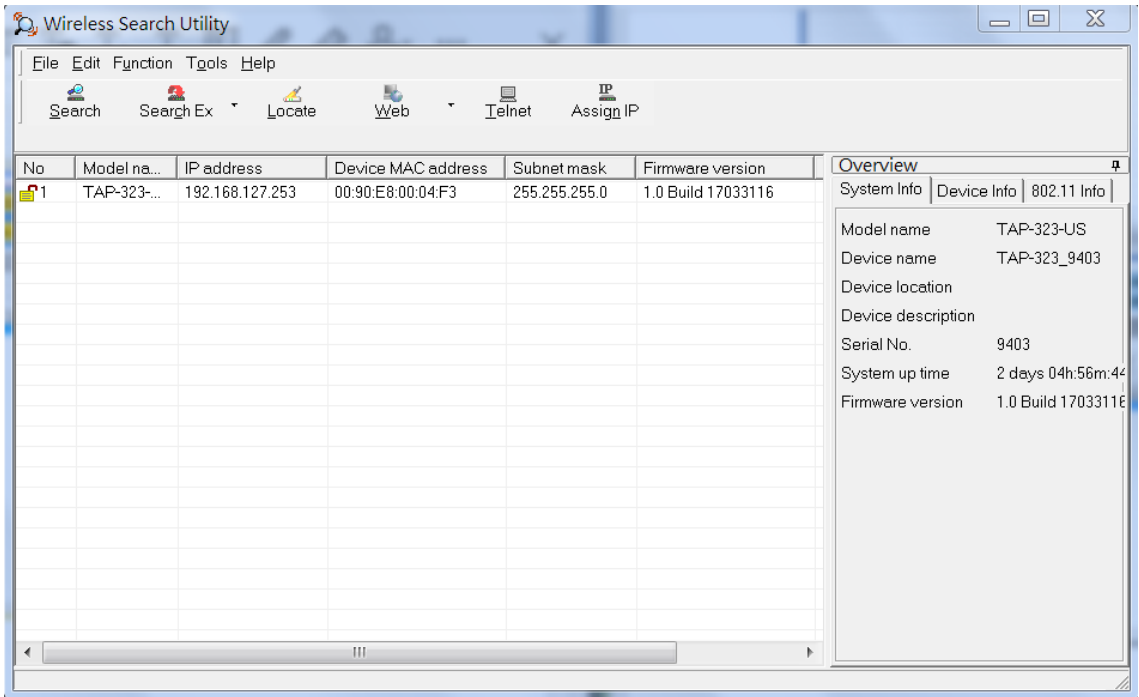 Wireless Search Utility
File Edit Function Tools Help
Search Search Ex Locate Web Telnet Assign IP
IP
No Model na... IP address Device MAC address Subnet mask Firmware version
1 TAP-323-... 192.168.127.253 00:90:E8:00:04:F3 255.255.255.0 1.0 Build 17033116
Overview
System Info Device Info 802.11 Info
Model name TAP-323-US
Device name TAP-323_9403
Device location
Device description
Serial No. 9403
System up time 2 days 04h:56m:44
Firmware version 1.0 Build 17033116